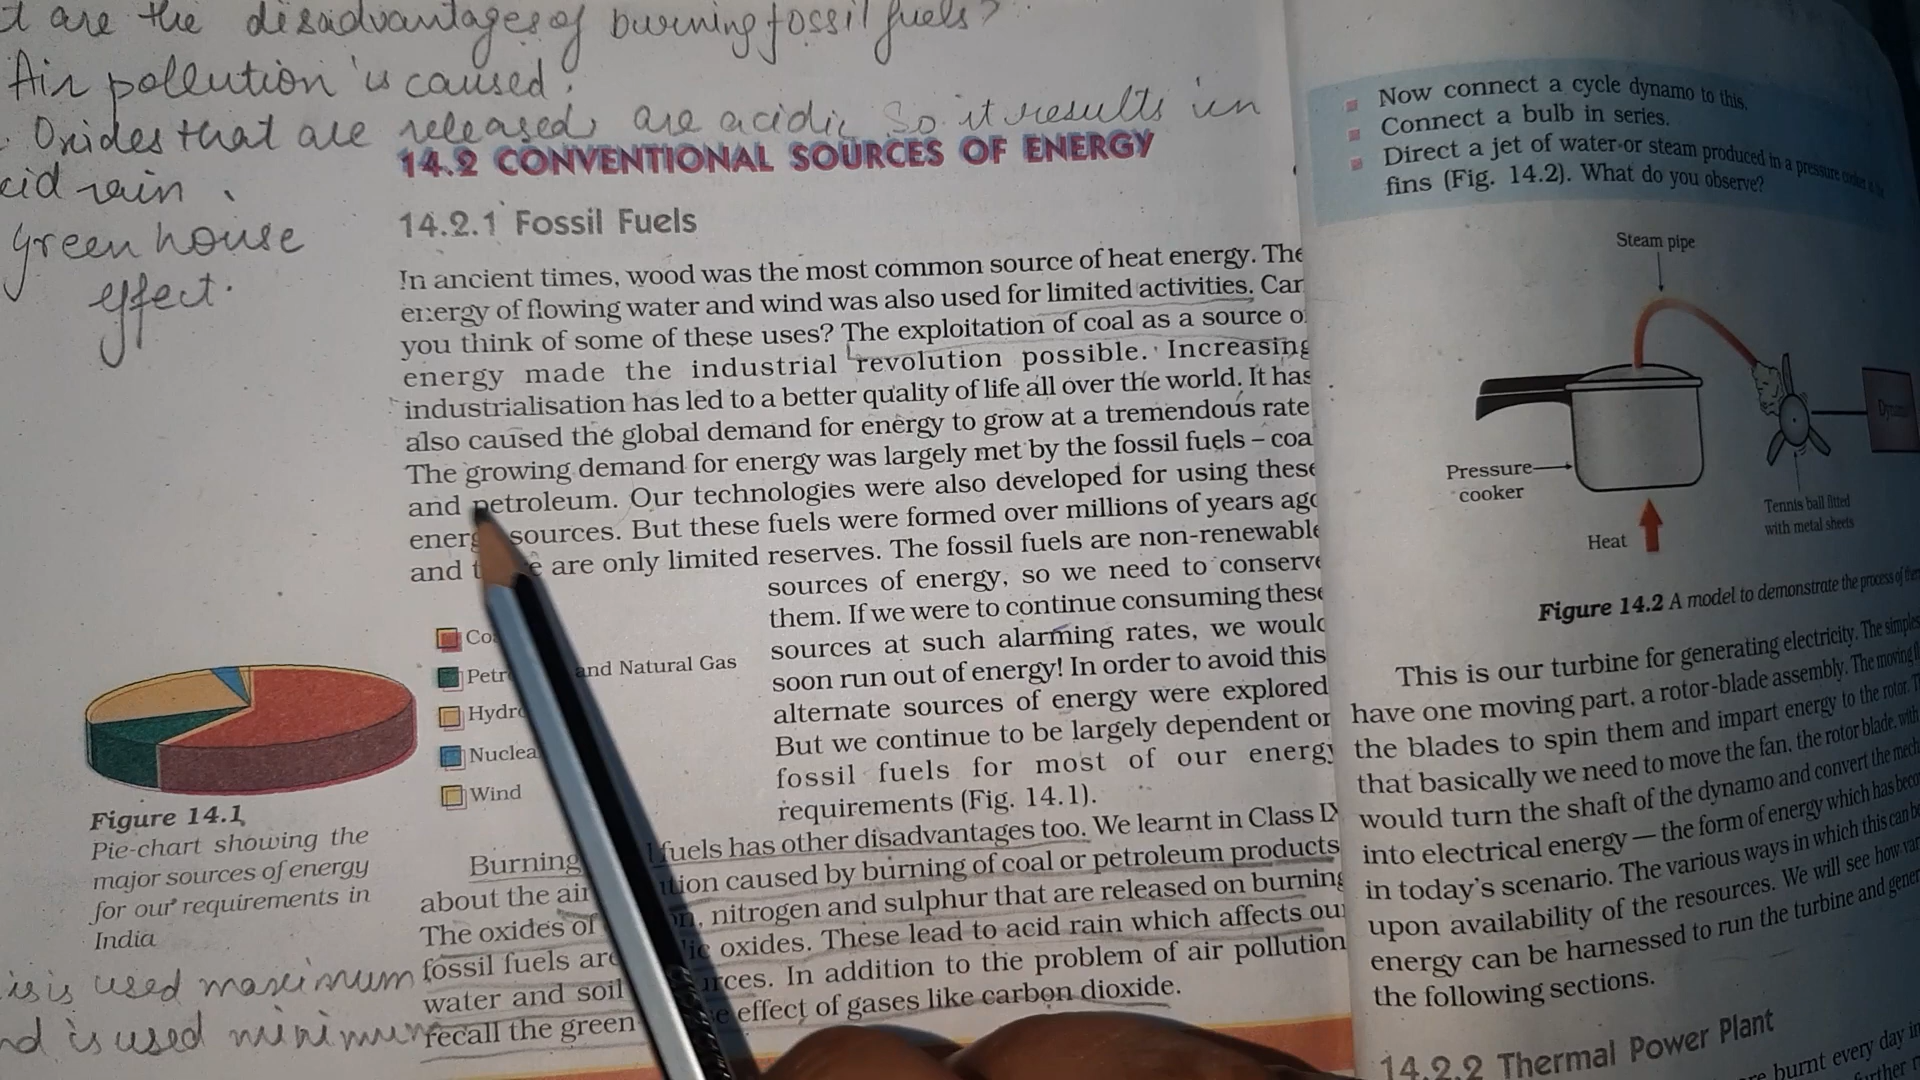 are the disadvantages of burning fossil fuels?
Air pollution is caused.
Oxides that are released, are acidic so it results in
rain.
Green house
effect.
14.2 CONVENTIONAL SOURCES OF ENERGY
14.2.1 Fossil Fuels
In ancient times, wood was the most common source of heat energy. The
energy of flowing water and wind was also used for limited activities. Can
you think of some of these uses? The exploitation of coal as a source o
energy made the industrial revolution possible. Increasing
industrialisation has led to a better quality of life all over the world. It has
also caused the global demand for energy to grow at a tremendous rate
The growing demand for energy was largely met by the fossil fuels – coa
and petroleum. Our technologies were also developed for using these
energ sources. But these fuels were formed over millions of years ago
and t e are only limited reserves. The fossil fuels are non-renewable
sources of energy, so we need to conserve
them. If we were to continue consuming these
sources at such alarming rates, we would
soon run out of energy! In order to avoid this
alternate sources of energy were explored
But we continue to be largely dependent on
fossil fuels for most of our energy
requirements (Fig. 14.1).
Co
Petr and Natural Gas
Hydr
Nuclea
Wind
Figure 14.1
Pie-chart showing the
major sources of energy
for our requirements in
India
Burning fuels has other disadvantages too. We learnt in Class IX
about the air tion caused by burning of coal or petroleum products
The oxides of n, nitrogen and sulphur that are released on burning
fossil fuels are ic oxides. These lead to acid rain which affects our
water and soil rces. In addition to the problem of air pollution
recall the green e effect of gases like carbon dioxide.
is used maximum
is used minimum
Now connect a cycle dynamo to this.
Connect a bulb in series.
Direct a jet of water or steam produced in a pressure
fins (Fig. 14.2). What do you observe?
Steam pipe
Pressure
cooker
Heat
Tennis ball fitted
with metal sheets
Figure 14.2 A model to demonstrate the process of
This is our turbine for generating electricity. The simples
have one moving part, a rotor-blade assembly. The moving
the blades to spin them and impart energy to the rotor.
that basically we need to move the fan, the rotor blade, with
would turn the shaft of the dynamo and convert the mech
into electrical energy — the form of energy which has beco
in today's scenario. The various ways in which this can b
upon availability of the resources. We will see how var
energy can be harnessed to run the turbine and gener
the following sections.
14.2.2 Thermal Power Plant
burnt every day in